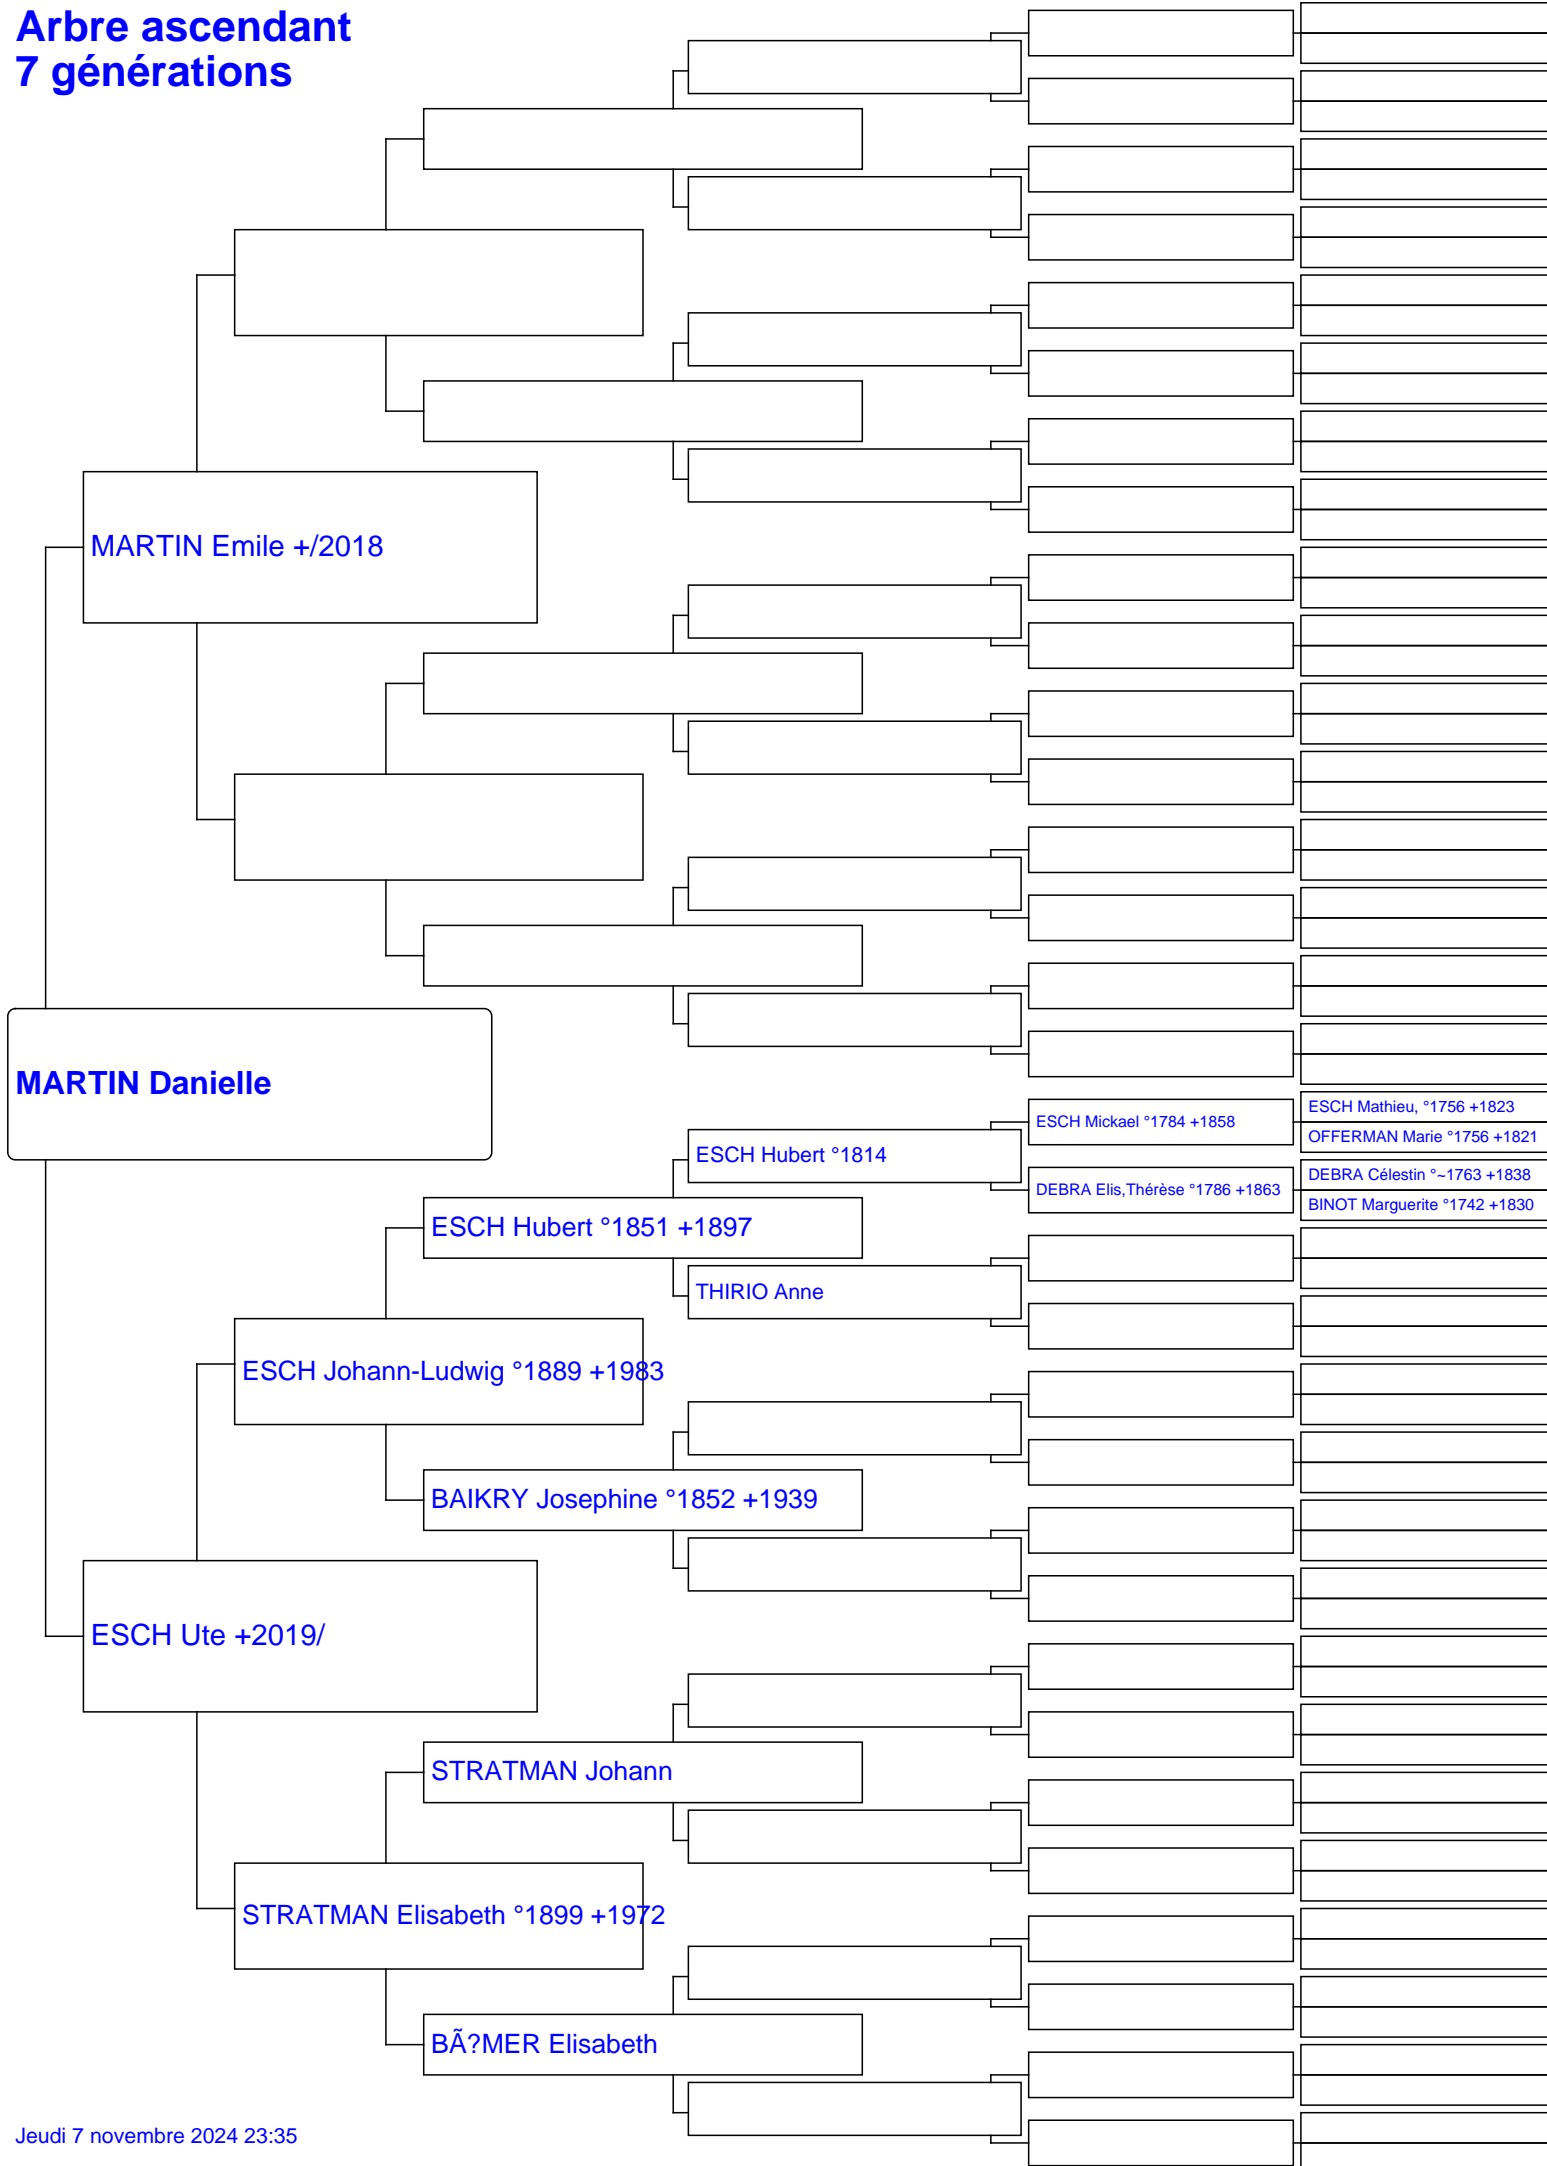 Arbre ascendant
7 générations
MARTIN Emile +/2018
MARTIN Danielle
ESCH Mickael °1784 +1858
ESCH Mathieu, °1756 +1823
OFFERMAN Marie °1756 +1821
ESCH Hubert °1814
DEBRA Elis,Thérèse °1786 +1863
DEBRA Célestin °~1763 +1838
BINOT Marguerite °1742 +1830
ESCH Hubert °1851 +1897
THIRIO Anne
ESCH Johann-Ludwig °1889 +1983
BAIKRY Josephine °1852 +1939
ESCH Ute +2019/
STRATMAN Johann
STRATMAN Elisabeth °1899 +1972
BÃ?MER Elisabeth
Jeudi 7 novembre 2024 23:35